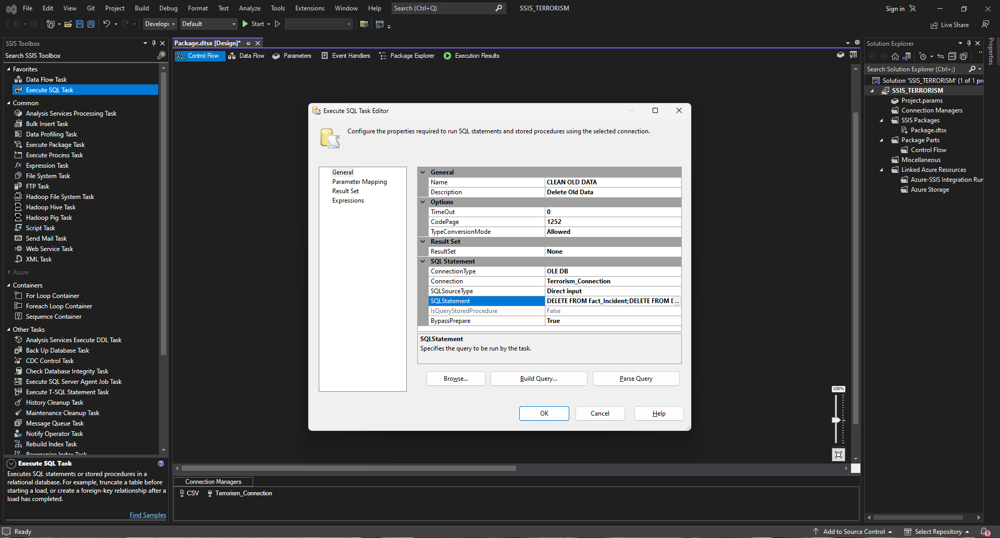 File Edit View Git Project Build Debug Format Test Analyze Tools Extensions Window Help Search (Ctrl+Q) SSIS_TERRORISM Sign in
Developı Default Start Live Share
SSIS Toolbox
Search SSIS Toolbox
Favorites
Data Flow Task
Execute SQL Task
Common
Analysis Services Processing Task
Bulk Insert Task
Data Profiling Task
Execute Package Task
Execute Process Task
Expression Task
File System Task
FTP Task
Hadoop File System Task
Hadoop Hive Task
Hadoop Pig Task
Script Task
Send Mail Task
Web Service Task
XML Task
Azure
Containers
For Loop Container
Foreach Loop Container
Sequence Container
Other Tasks
Analysis Services Execute DDL Task
Back Up Database Task
CDC Control Task
Check Database Integrity Task
Execute SQL Server Agent Job Task
Execute T-SQL Statement Task
History Cleanup Task
Maintenance Cleanup Task
Message Queue Task
Notify Operator Task
Rebuild Index Task
Reorganize Index Task
Execute SQL Task
Executes SQL statements or stored procedures in a
relational database. For example, truncate a table before
starting a load, or create a foreign-key relationship after a
load has completed.
Find Samples
Package.dtsx [Design]*
Control Flow Data Flow Parameters Event Handlers Package Explorer Execution Results
Execute SQL Task Editor
Configure the properties required to run SQL statements and stored procedures using the selected connection.
General
Parameter Mapping
Result Set
Expressions
General
Name CLEAN OLD DATA
Description Delete Old Data
Options
TimeOut 0
CodePage 1252
TypeConversionMode Allowed
Result Set
ResultSet None
SQL Statement
ConnectionType OLE DB
Connection Terrorism_Connection
SQLSourceType Direct input
SQLStatement DELETE FROM Fact_Incident;DELETE FROM ...
IsQueryStoredProcedure False
BypassPrepare True
SQLStatement
Specifies the query to be run by the task.
Browse... Build Query... Parse Query
OK Cancel Help
100%
Connection Managers
CSV Terrorism_Connection
Solution Explorer
Search Solution Explorer (Ctrl+;)
Solution 'SSIS_TERRORISM' (1 of 1 pr
SSIS_TERRORISM
Project.params
Connection Managers
SSIS Packages
Package.dtsx
Package Parts
Control Flow
Miscellaneous
Linked Azure Resources
Azure-SSIS Integration Run
Azure Storage
Properties
Ready Add to Source Control Select Repository 1